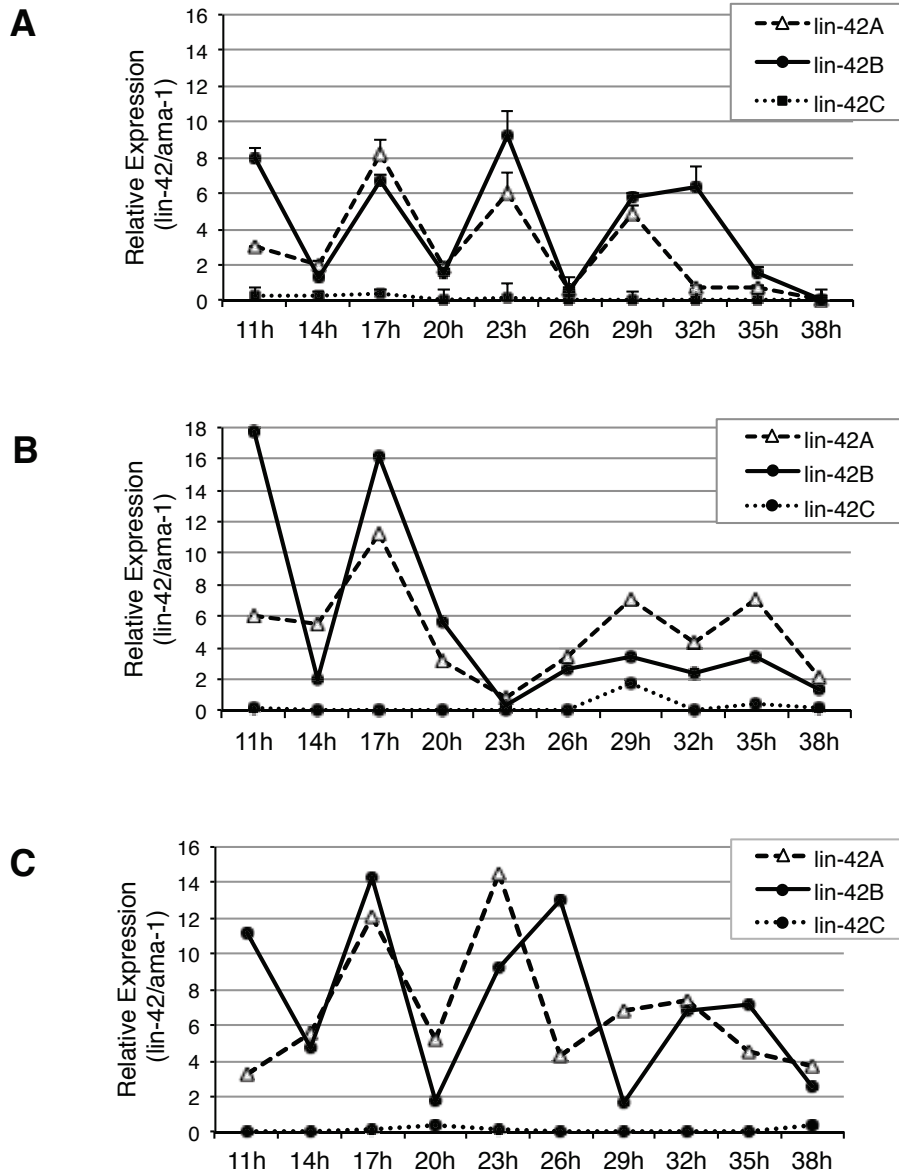 A
Relative Expression
(lin-42/ama-1)
16
14
12
10
8
6
4
2
0
lin-42A
lin-42B
lin-42C
11h 14h 17h 20h 23h 26h 29h 32h 35h 38h
B
Relative Expression
(lin-42/ama-1)
18
16
14
12
10
8
6
4
2
0
lin-42A
lin-42B
lin-42C
11h 14h 17h 20h 23h 26h 29h 32h 35h 38h
C
Relative Expression
(lin-42/ama-1)
16
14
12
10
8
6
4
2
0
lin-42A
lin-42B
lin-42C
11h 14h 17h 20h 23h 26h 29h 32h 35h 38h